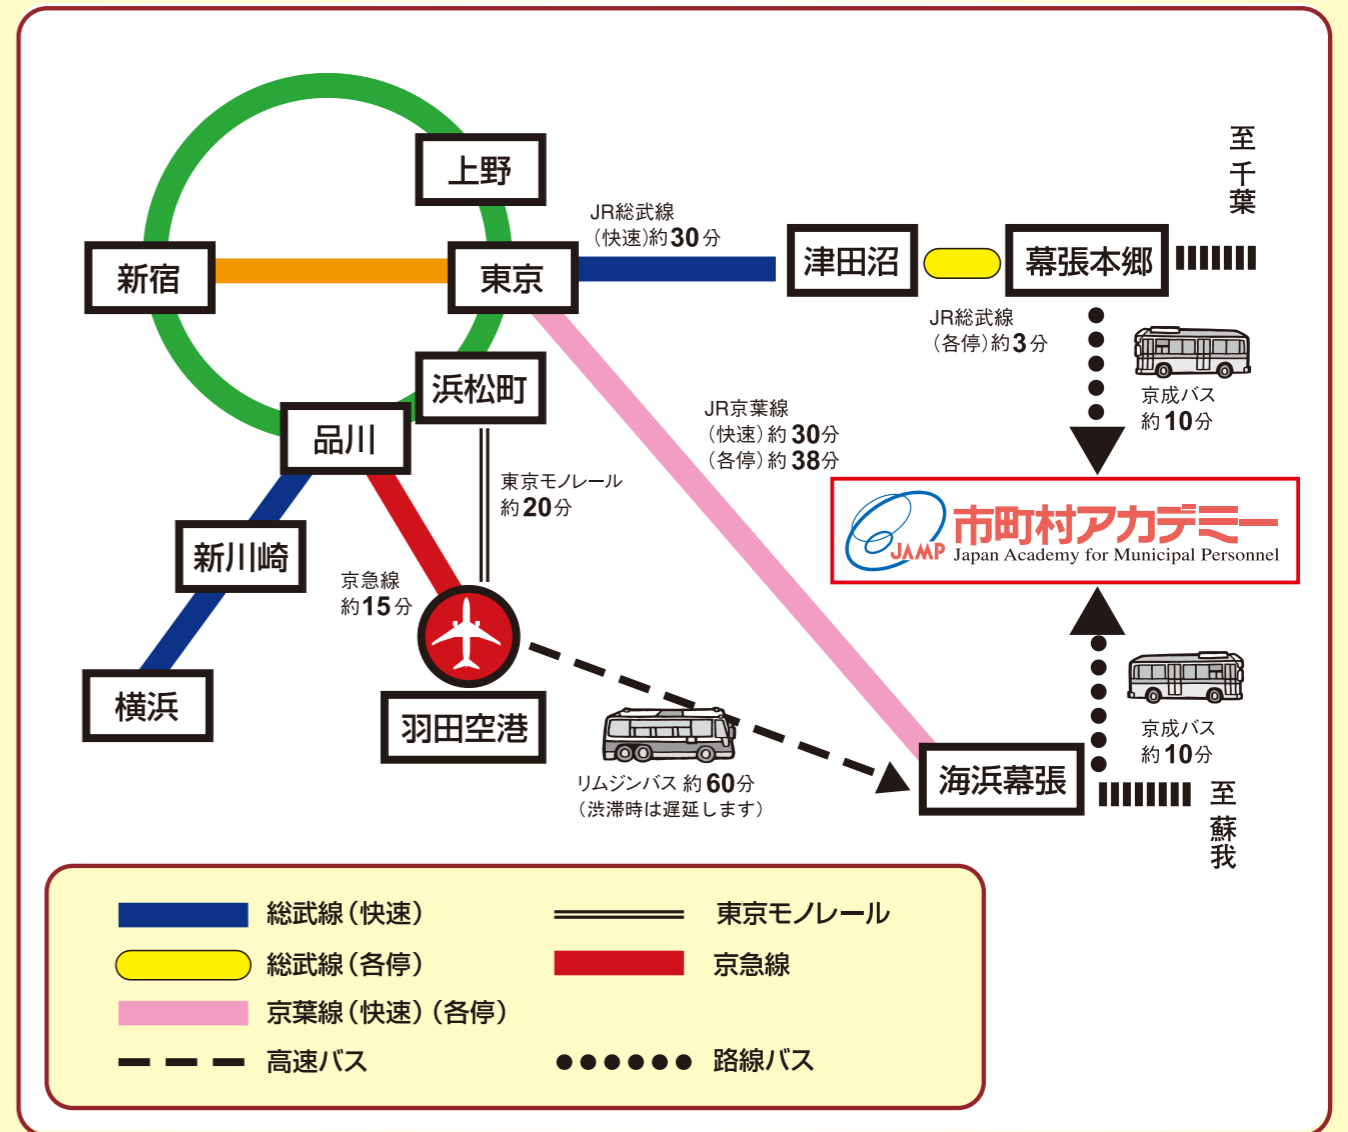 上野
新宿
東京
JR総武線
（快速）約30分
津田沼
幕張本郷
至千葉
JR総武線
（各停）約3分
京成バス
約10分
浜松町
品川
JR京葉線
（快速）約30分
（各停）約38分
東京モノレール
約20分
JAMP
市町村アカデミー
Japan Academy for Municipal Personnel
新川崎
京急線
約15分
横浜
羽田空港
リムジンバス 約60分
（渋滞時は遅延します）
海浜幕張
京成バス
約10分
至蘇我
総武線（快速）
東京モノレール
総武線（各停）
京急線
京葉線（快速）（各停）
高速バス
路線バス